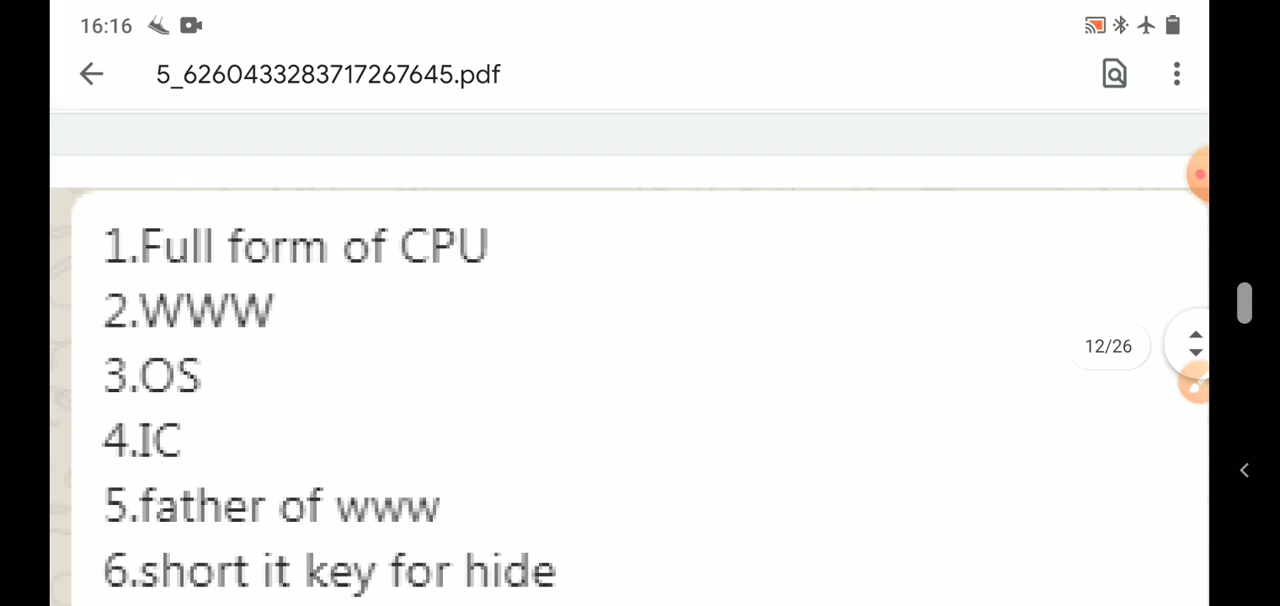 16:16
5_6260433283717267645.pdf
1.Full form of CPU
2.WWW
12/26
3.OS
4.IC
5.father of www
6.short it key for hide